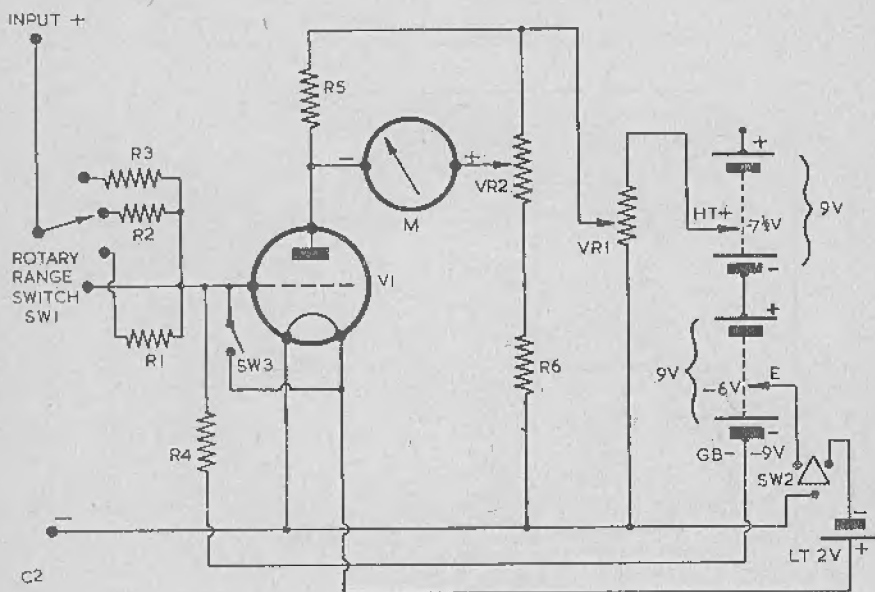 INPUT +
R3
R2
ROTARY
RANGE
SWITCH
SW1
R1
R4
R5
- M +
VR2
V1
SW3
R6
VR1
HT+
+
-7½V
9V
-
+
9V
-6V
E
-
GB- -9V
SW2
-
LT 2V +
-
C2